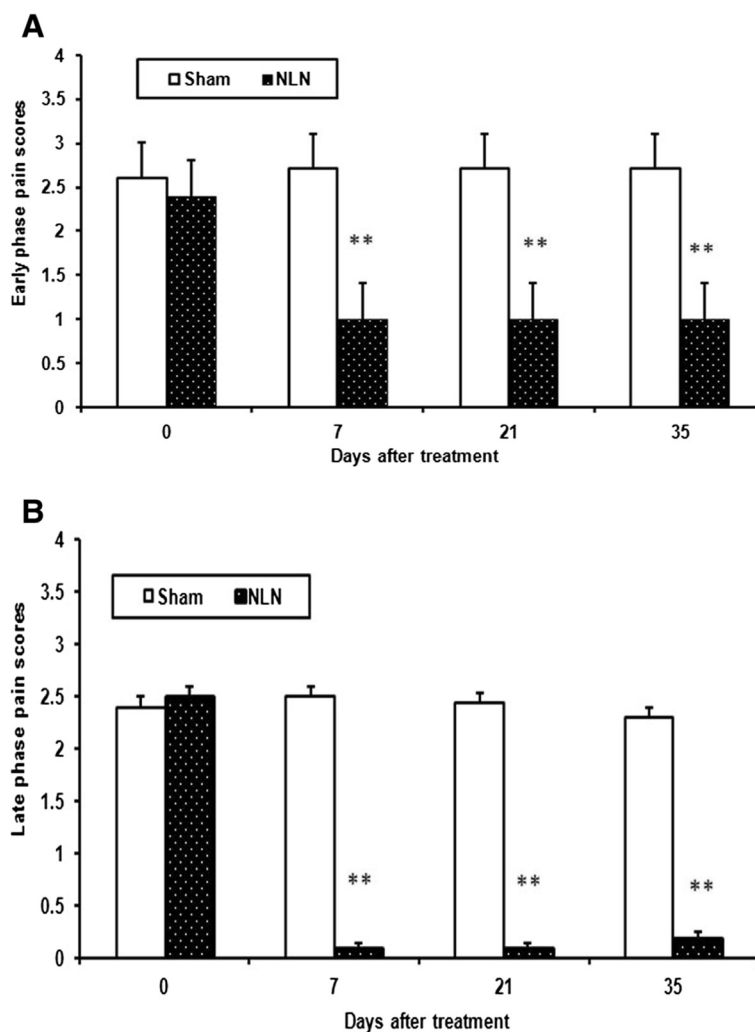 A
4
3.5
3
2.5
2
1.5
1
0.5
0
Early phase pain scores
Sham NLN
** ** **
0 7 21 35
Days after treatment
B
4
3.5
3
2.5
2
1.5
1
0.5
0
Late phase pain scores
Sham NLN
** ** **
0 7 21 35
Days after treatment